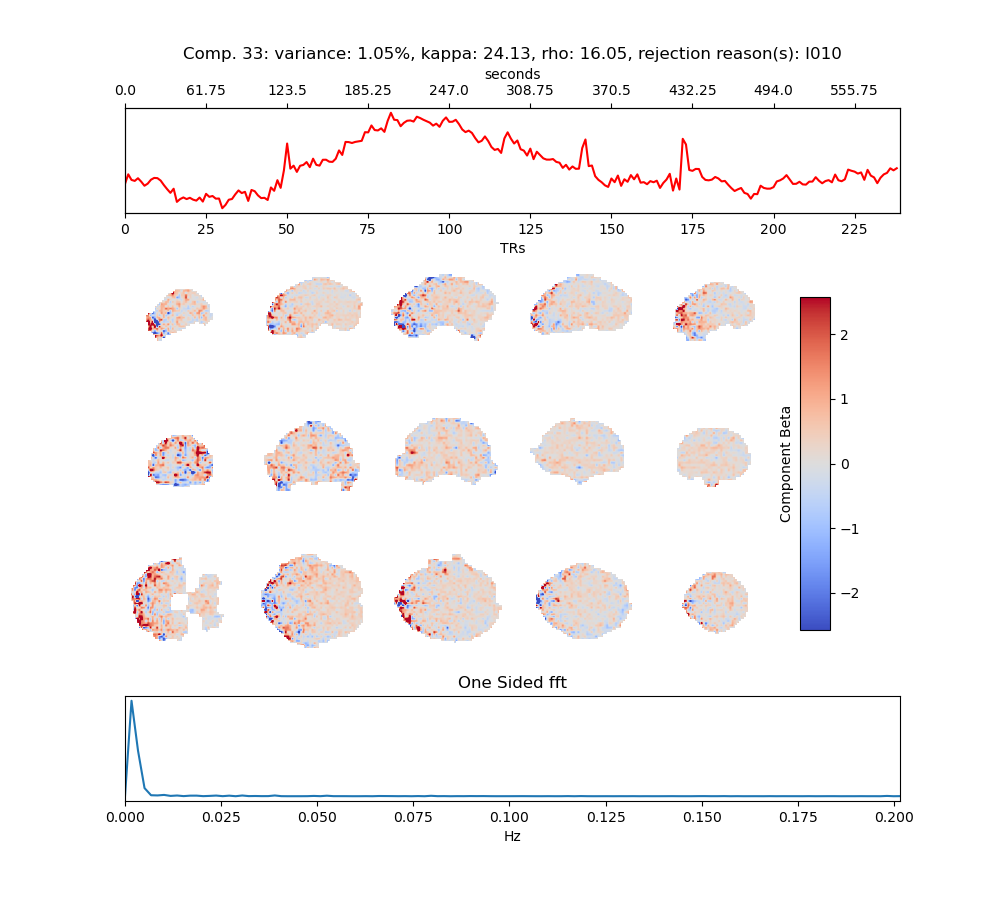 Comp. 33: variance: 1.05%, kappa: 24.13, rho: 16.05, rejection reason(s): I010
seconds
0.0 61.75 123.5 185.25 247.0 308.75 370.5 432.25 494.0 555.75
0 25 50 75 100 125 150 175 200 225
TRs
2
1
0
−1
−2
Component Beta
One Sided fft
0.000 0.025 0.050 0.075 0.100 0.125 0.150 0.175 0.200
Hz